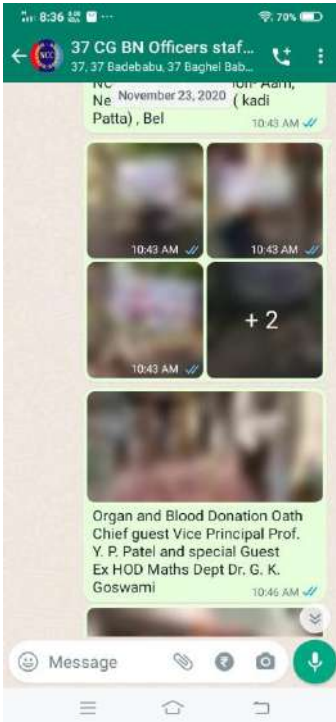 8:36
70%
NCC
37 CG BN Officers staf...
37, 37 Badebabu, 37 Baghel Bab...
November 23, 2020
Aam,
Ne ( kadi
Patta) , Bel
10:43 AM
10:43 AM 10:43 AM
10:43 AM + 2
Organ and Blood Donation Oath
Chief guest Vice Principal Prof.
Y. P. Patel and special Guest
Ex HOD Maths Dept Dr. G. K.
Goswami
10:46 AM
Message